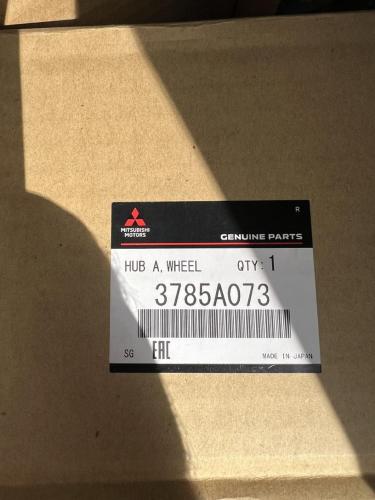 R
MITSUBISHI
MOTORS
GENUINE PARTS
HUB A,WHEEL QTY:1
3785A073
SG EAC MADE IN JAPAN